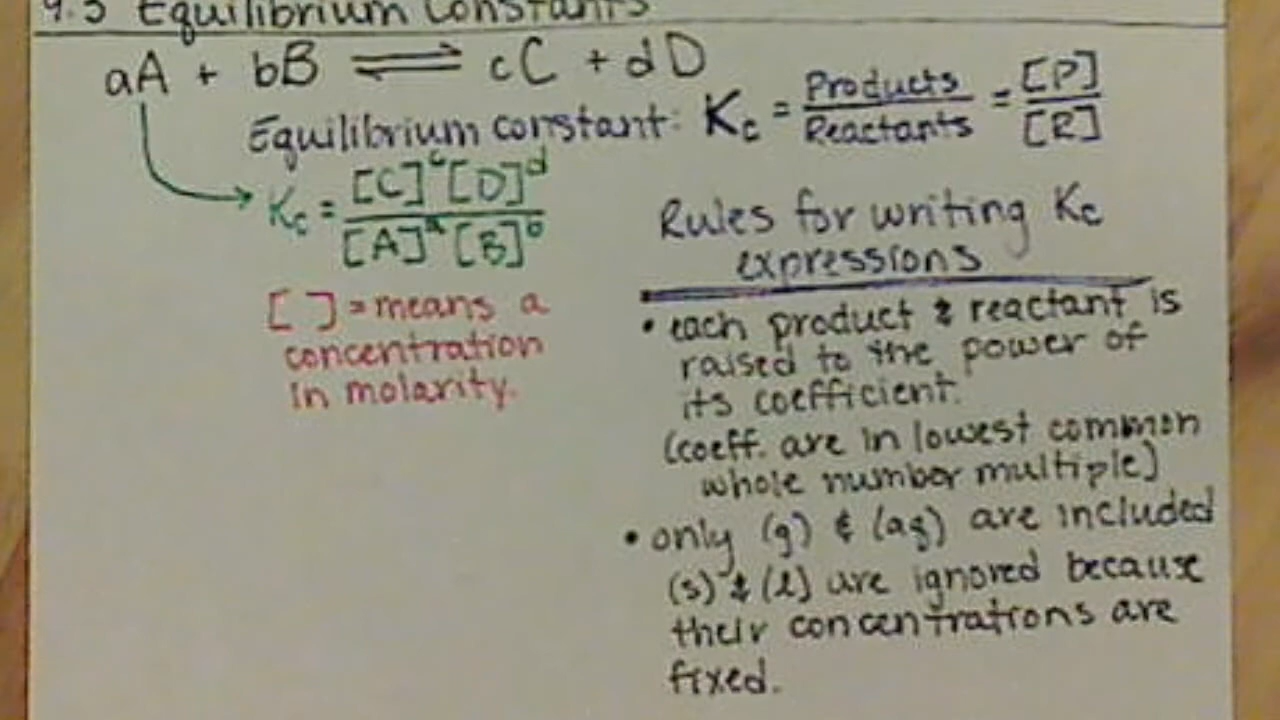 9.3 Equilibrium Constants
aA + bB ⇌ cC + dD
Equilibrium constant: Kc = Products / Reactants = [P] / [R]
Kc = [C]^c [D]^d / [A]^a [B]^b
[ ] = means a
concentration
in molarity.
Rules for writing Kc
expressions
• each product & reactant is
raised to the power of
its coefficient.
(coeff. are in lowest common
whole number multiple)
• only (g) & (aq) are included
(s) & (l) are ignored because
their concentrations are
fixed.